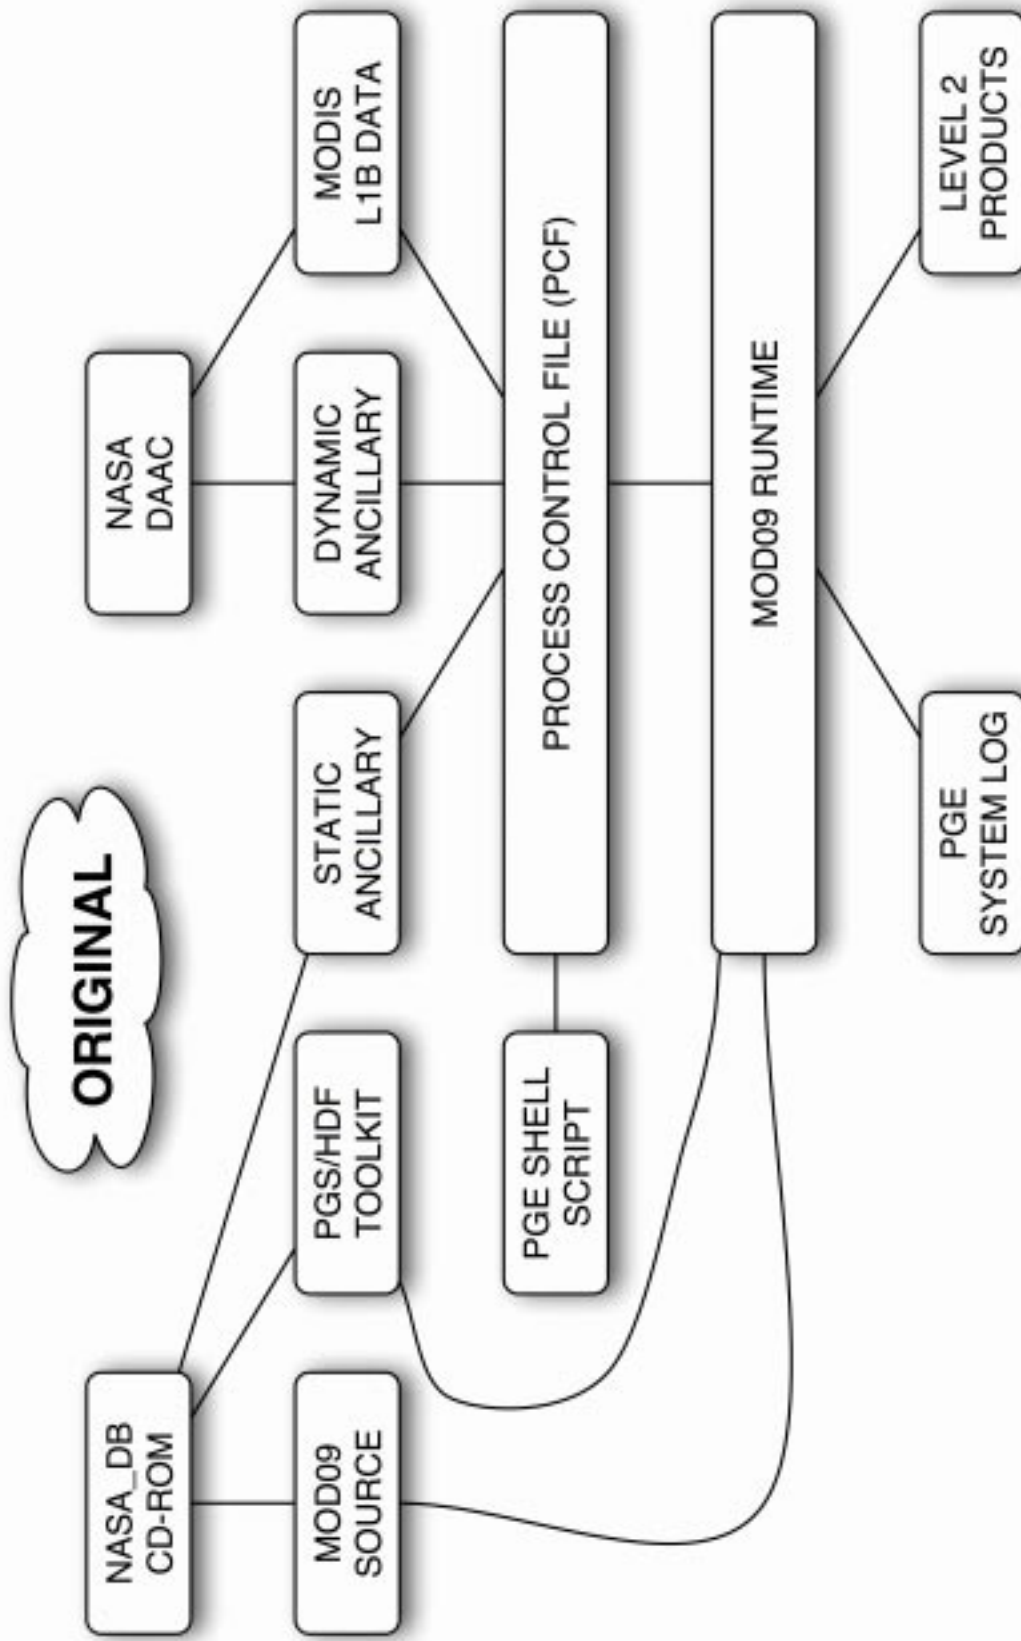 ORIGINAL
NASA_DB
CD-ROM
NASA
DAAC
MOD09
SOURCE
PGS/HDF
TOOLKIT
STATIC
ANCILLARY
DYNAMIC
ANCILLARY
MODIS
L1B DATA
PGE SHELL
SCRIPT
PROCESS CONTROL FILE (PCF)
MOD09 RUNTIME
PGE
SYSTEM LOG
LEVEL 2
PRODUCTS